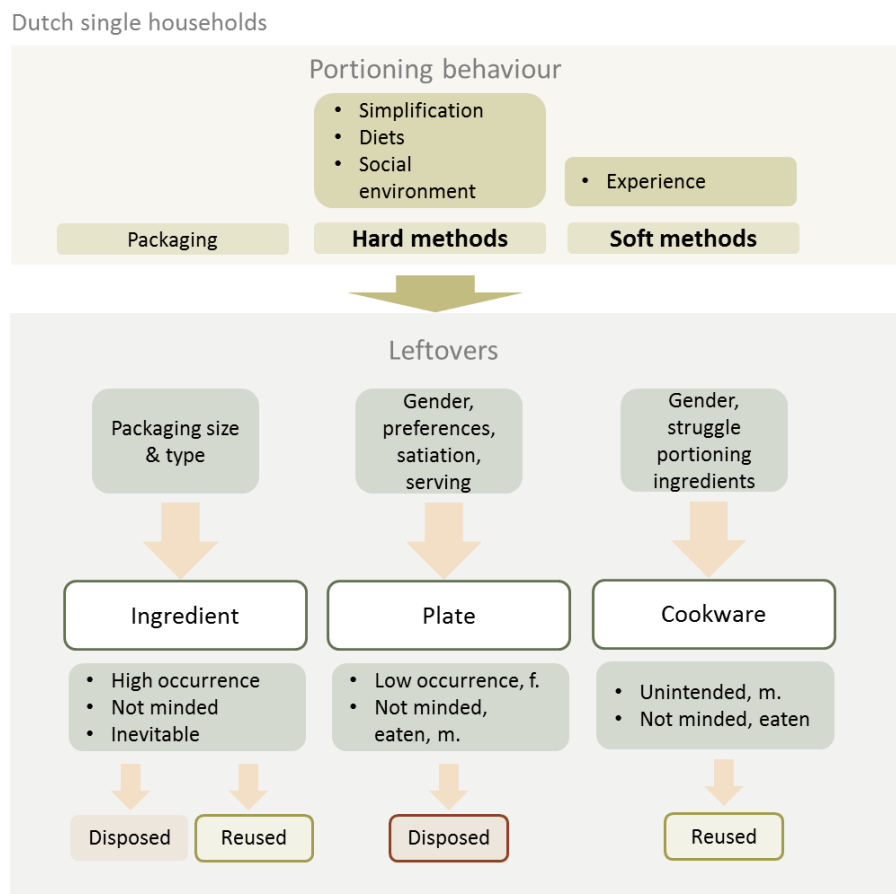 Dutch single households
Portioning behaviour
• Simplification
• Diets
• Social
environment
• Experience
Packaging
Hard methods
Soft methods
Leftovers
Packaging size
& type
Gender,
preferences,
satiation,
serving
Gender,
struggle
portioning
ingredients
Ingredient
Plate
Cookware
• High occurrence
• Not minded
• Inevitable
• Low occurrence, f.
• Not minded,
eaten, m.
• Unintended, m.
• Not minded, eaten
Disposed
Reused
Disposed
Reused